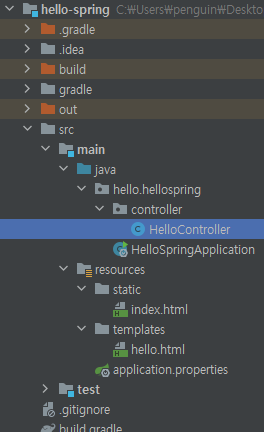 hello-spring C:₩Users₩penguin₩Deskto
.gradle
.idea
build
gradle
out
src
main
java
hello.hellospring
controller
C HelloController
HelloSpringApplication
resources
static
H index.html
templates
H hello.html
application.properties
test
.gitignore
build.gradle